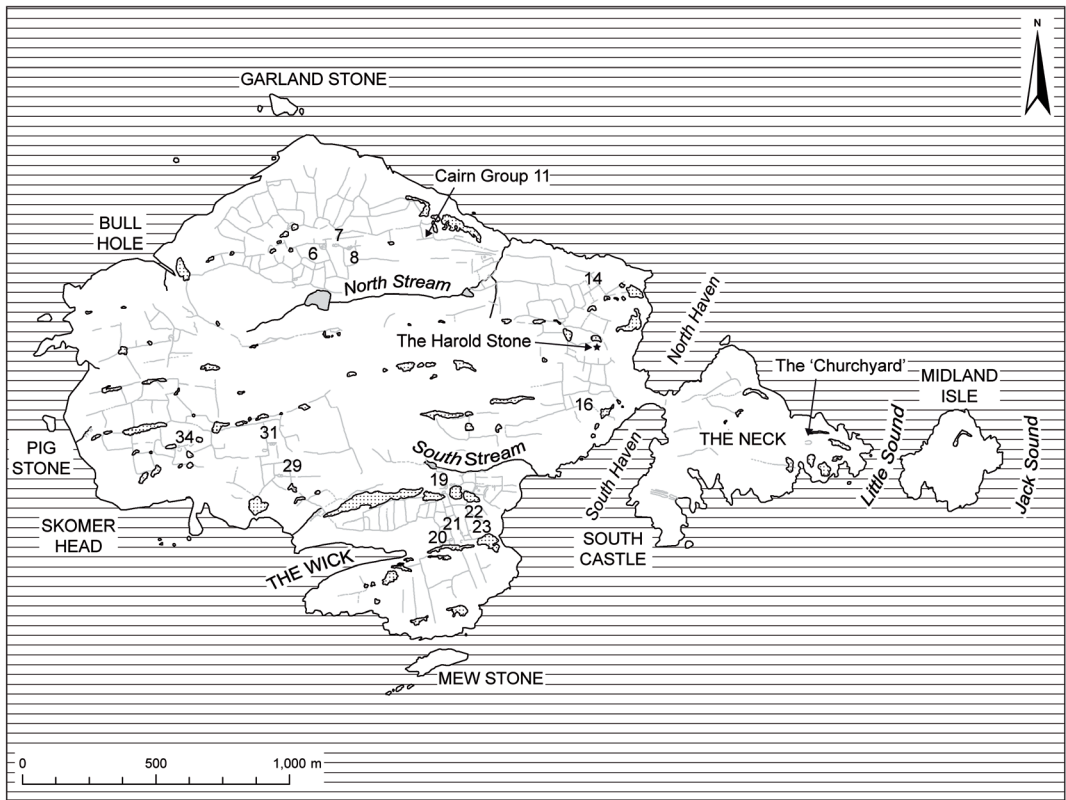 N
GARLAND STONE
Cairn Group 11
BULL
HOLE
7
6
8
North Stream
14
North Haven
The Harold Stone
The 'Churchyard'
MIDLAND
ISLE
16
PIG
STONE
34
31
THE NECK
South Stream
29
19
South Haven
Little Sound
Jack Sound
22
21
23
20
SKOMER
HEAD
SOUTH
CASTLE
THE WICK
MEW STONE
0 500 1,000 m